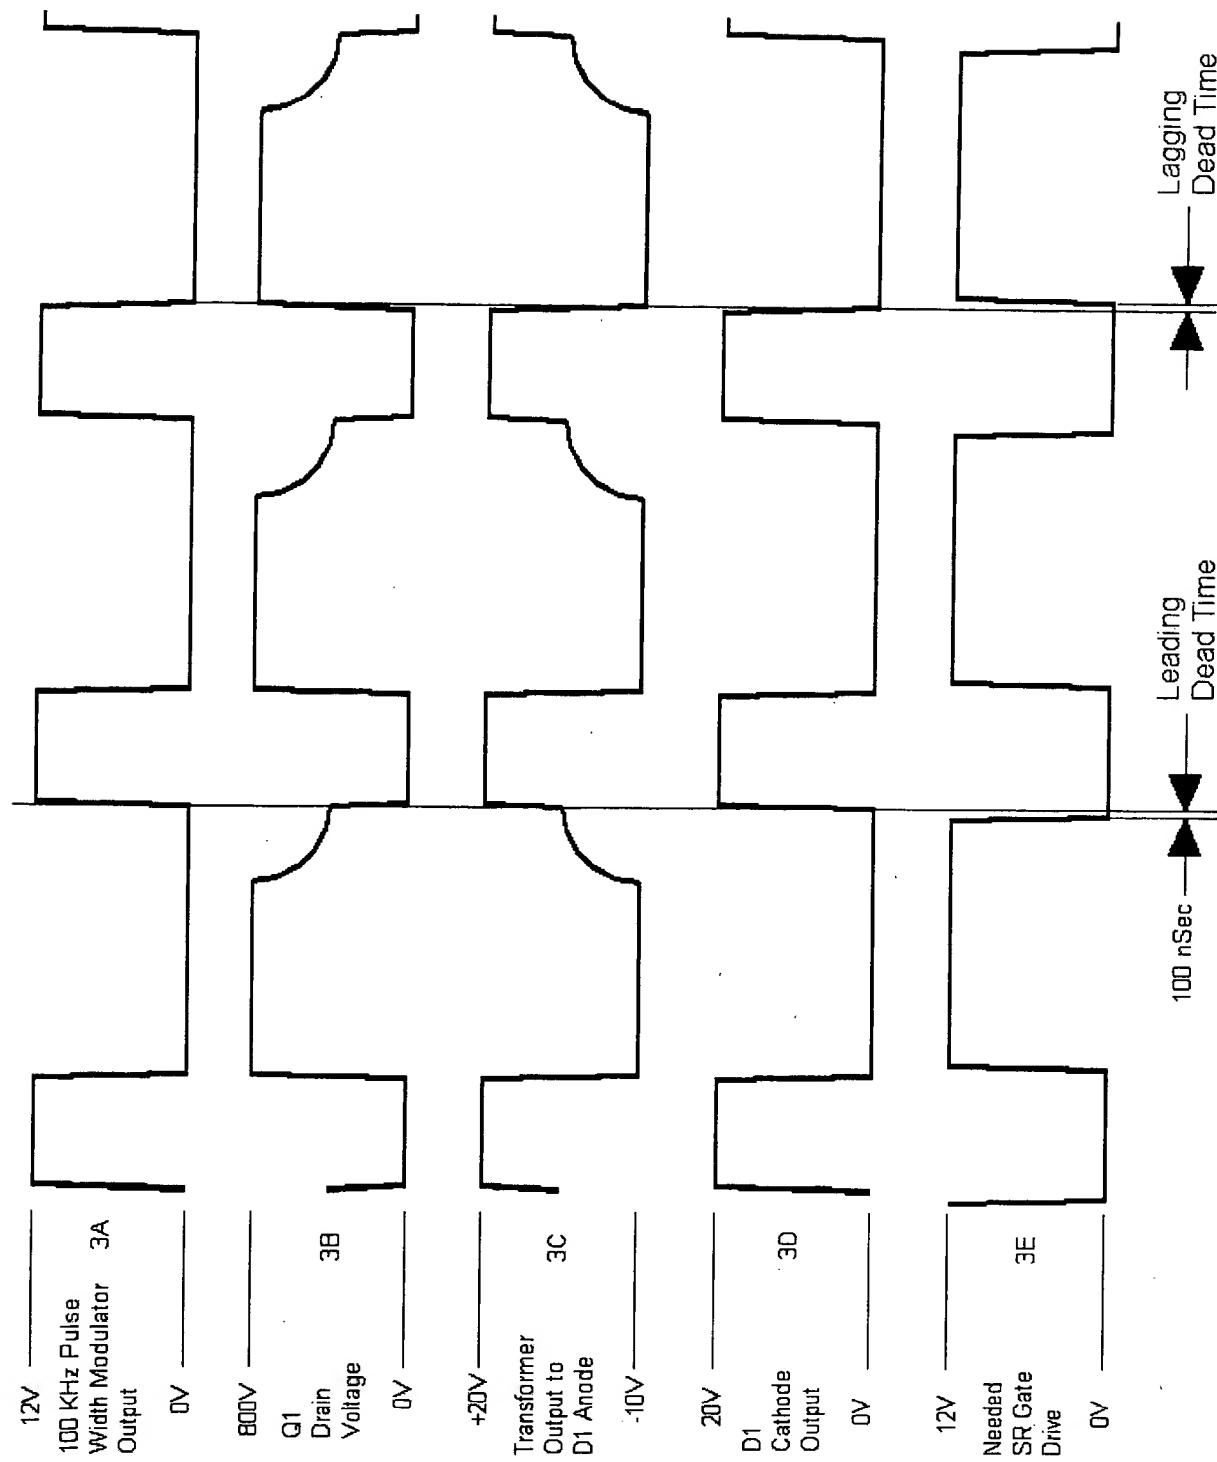 12V
100 KHz Pulse
Width Modulator 3A
Output
0V
800V
Q1
Drain
Voltage
3B
0V
+20V
Transformer
Output to
D1 Anode
3C
-10V
20V
D1
Cathode
Output
3D
0V
12V
Needed
SR Gate
Drive
3E
0V
100 nSec
Leading
Dead Time
Lagging
Dead Time